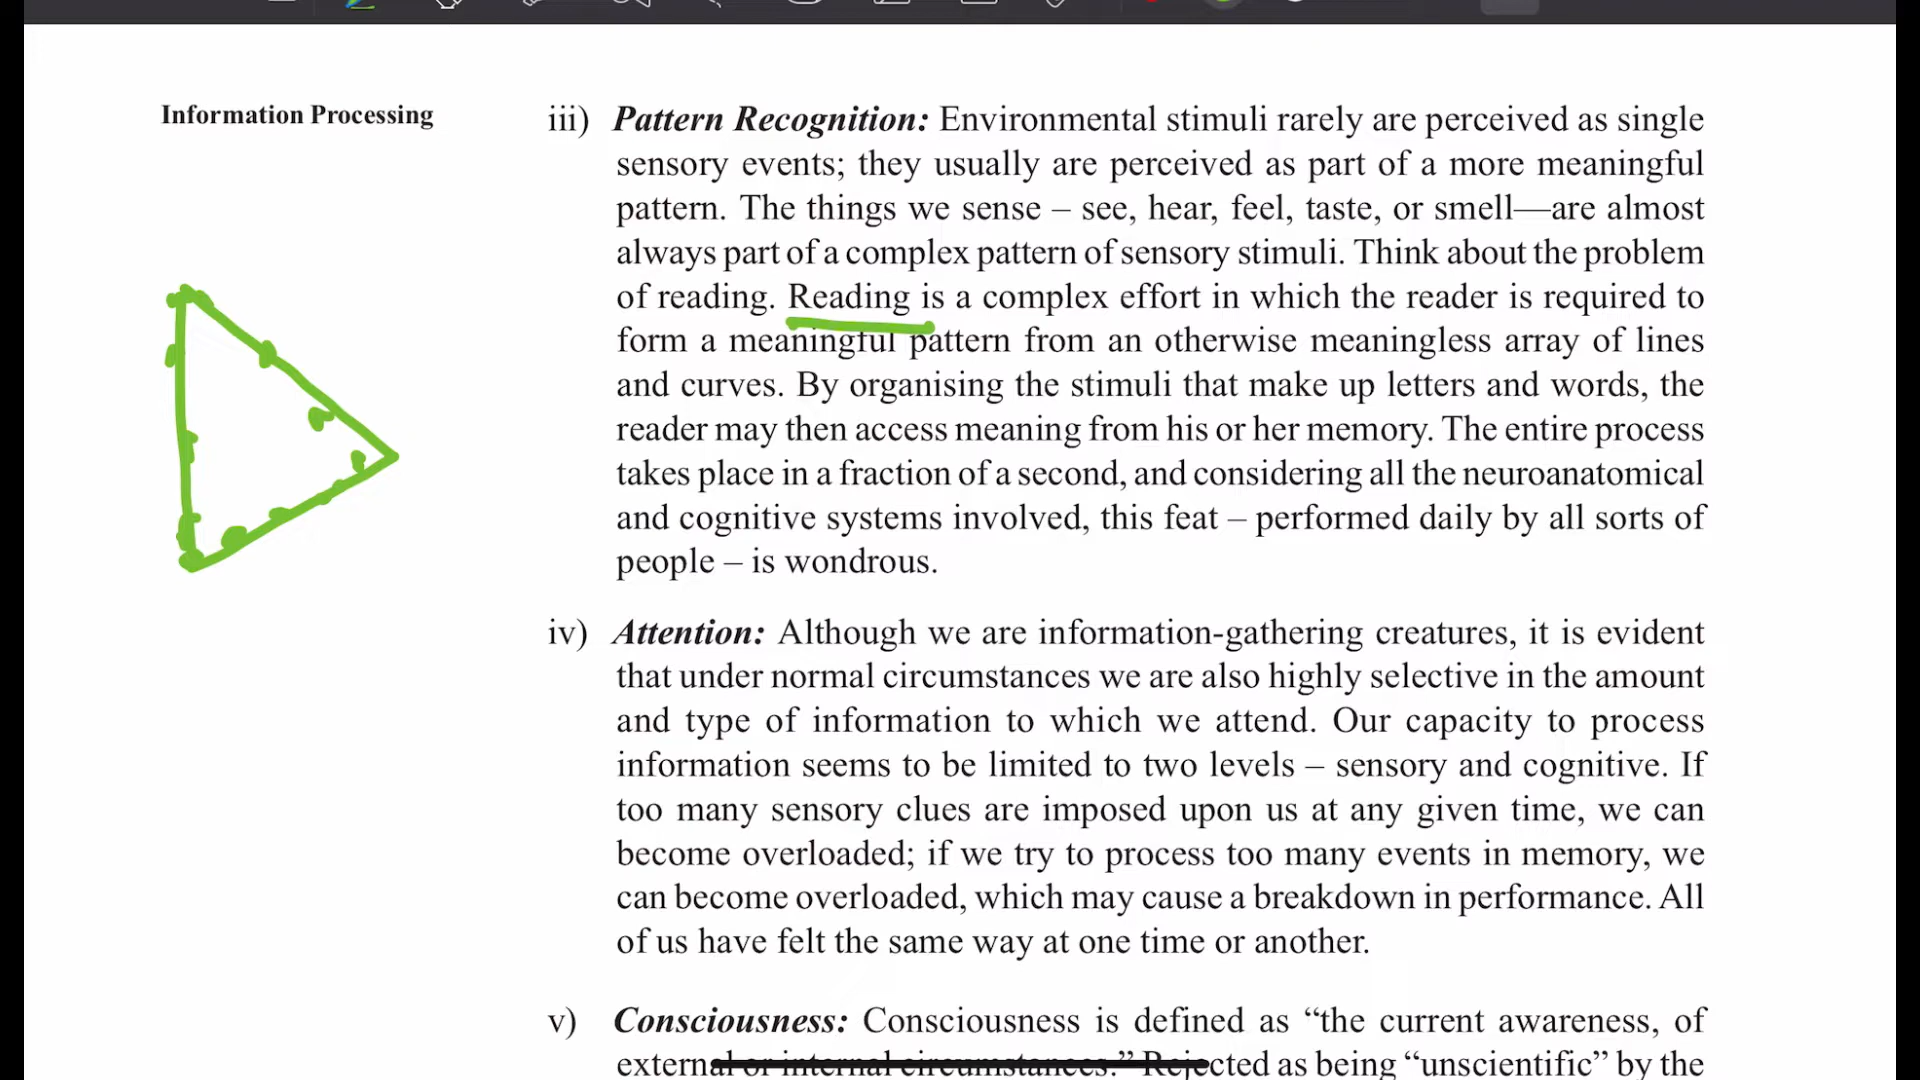 Information Processing
iii) Pattern Recognition: Environmental stimuli rarely are perceived as single
sensory events; they usually are perceived as part of a more meaningful
pattern. The things we sense – see, hear, feel, taste, or smell—are almost
always part of a complex pattern of sensory stimuli. Think about the problem
of reading. Reading is a complex effort in which the reader is required to
form a meaningful pattern from an otherwise meaningless array of lines
and curves. By organising the stimuli that make up letters and words, the
reader may then access meaning from his or her memory. The entire process
takes place in a fraction of a second, and considering all the neuroanatomical
and cognitive systems involved, this feat – performed daily by all sorts of
people – is wondrous.
iv) Attention: Although we are information-gathering creatures, it is evident
that under normal circumstances we are also highly selective in the amount
and type of information to which we attend. Our capacity to process
information seems to be limited to two levels – sensory and cognitive. If
too many sensory clues are imposed upon us at any given time, we can
become overloaded; if we try to process too many events in memory, we
can become overloaded, which may cause a breakdown in performance. All
of us have felt the same way at one time or another.
v) Consciousness: Consciousness is defined as “the current awareness, of
external or internal circumstances.” Rejected as being “unscientific” by the